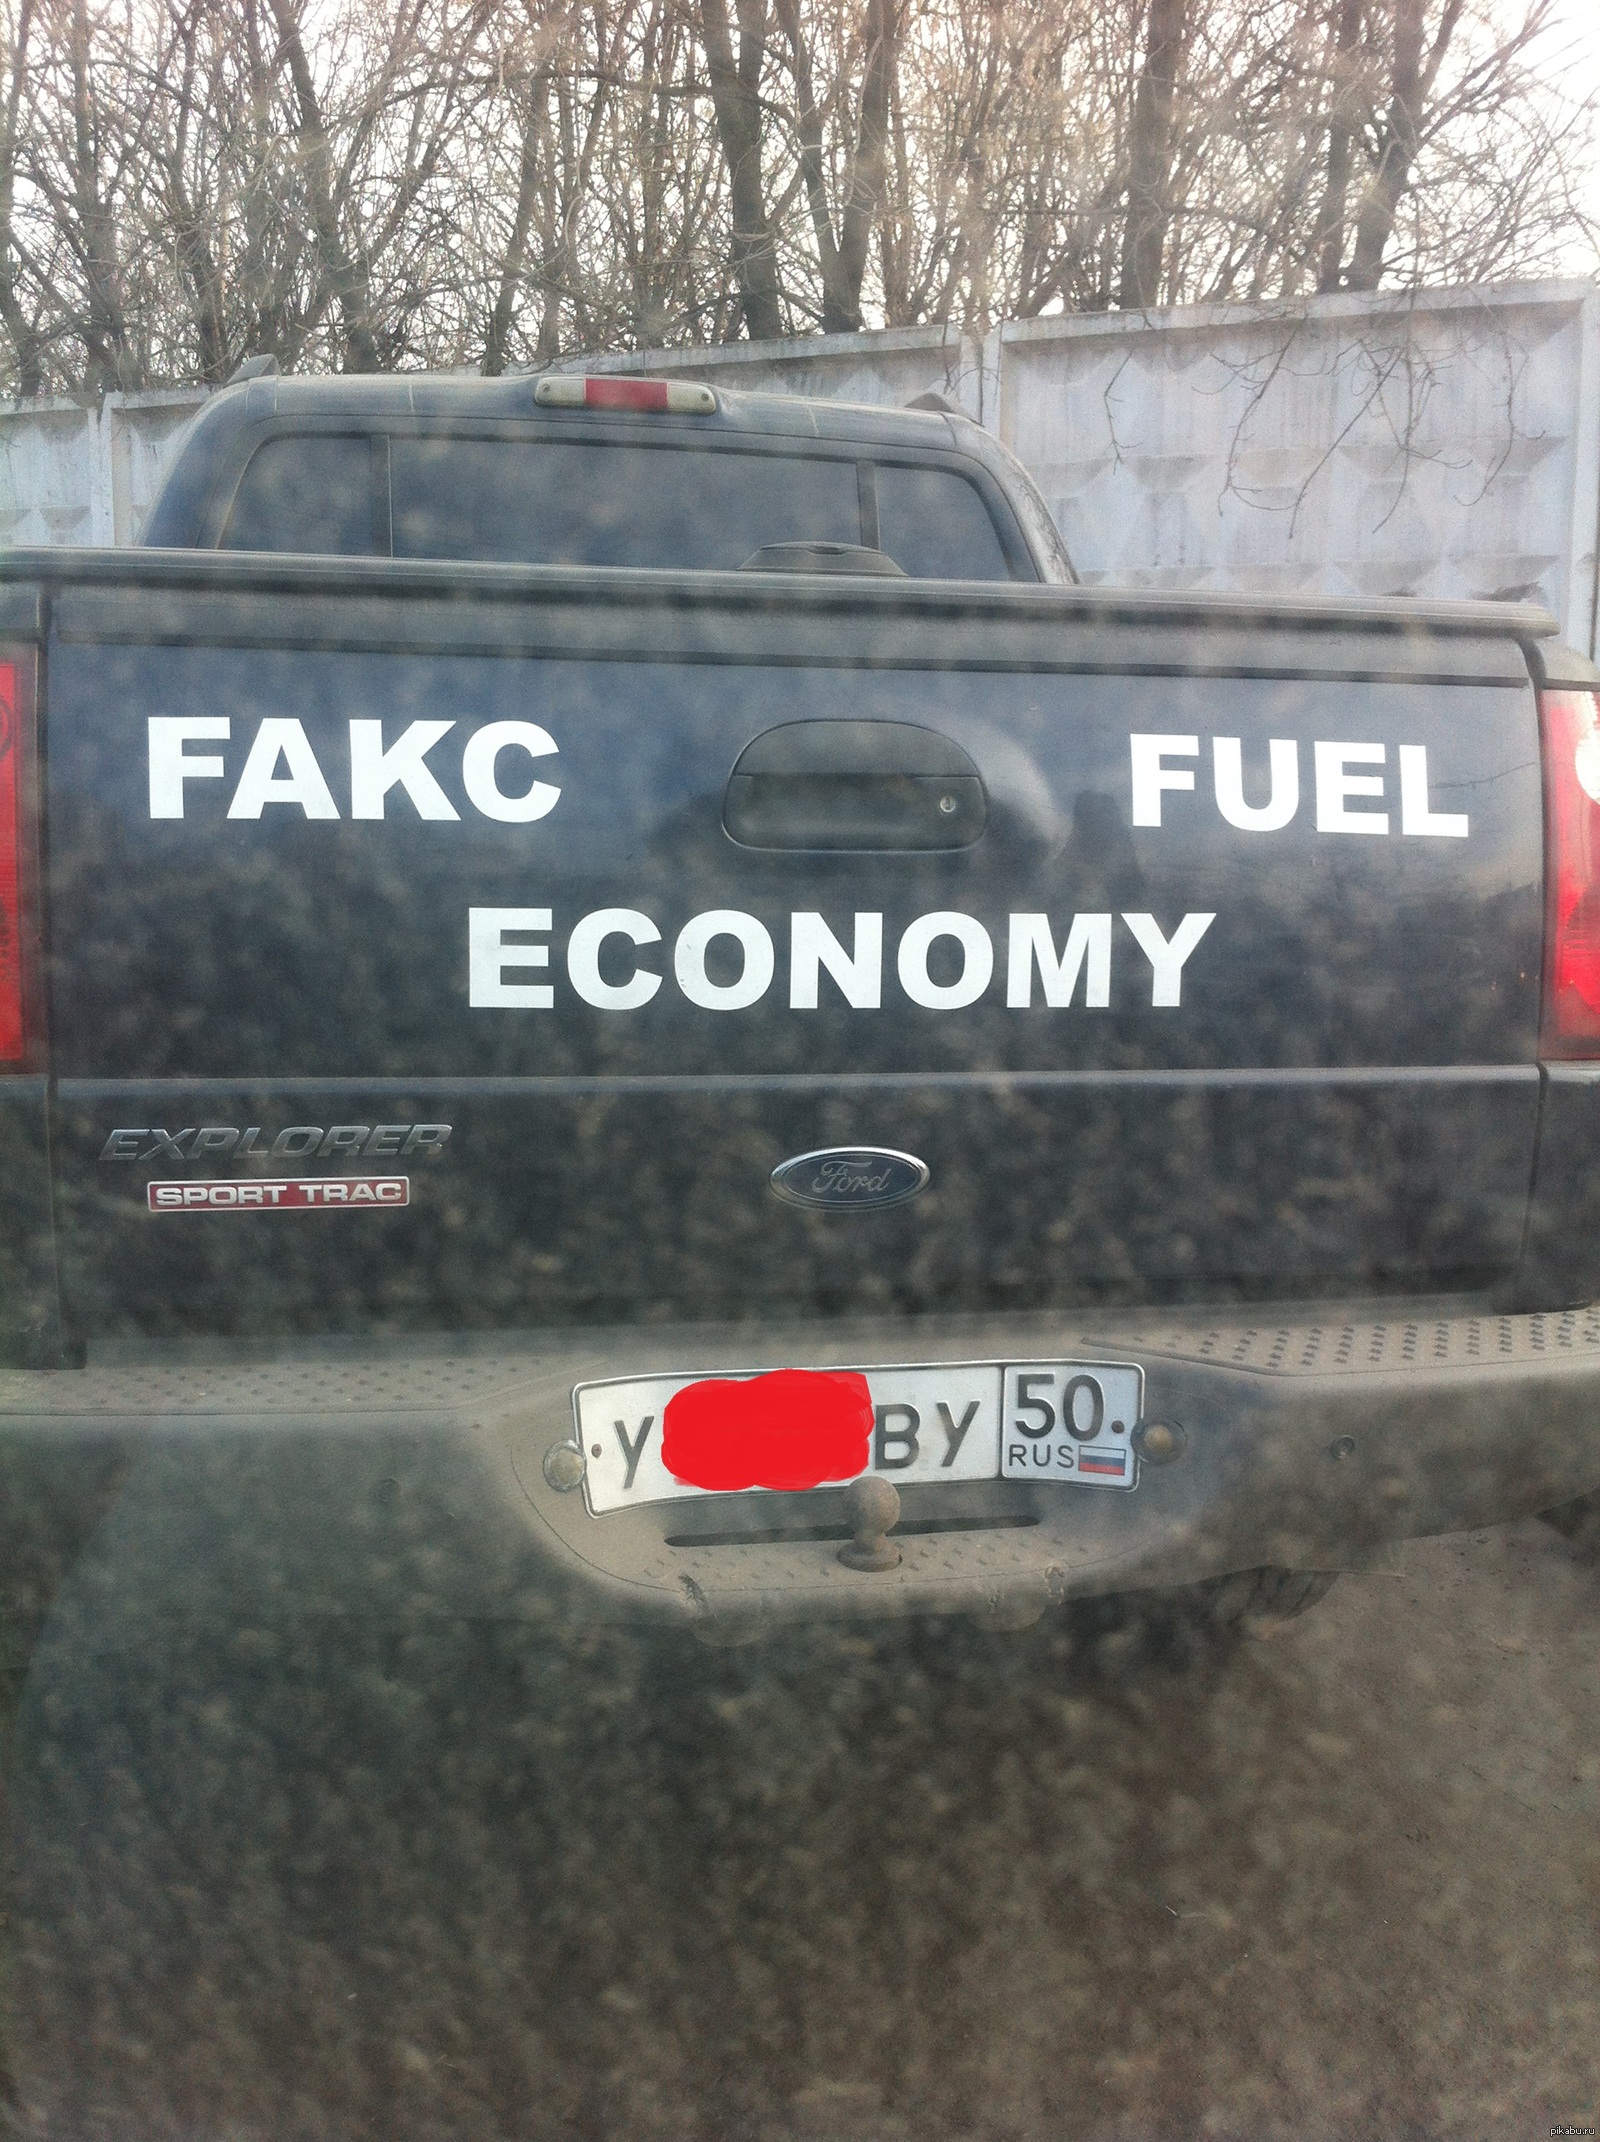 FAKC FUEL
ECONOMY
EXPLORER
SPORT TRAC
Ford
У ВУ 50
RUS
pikabu.ru